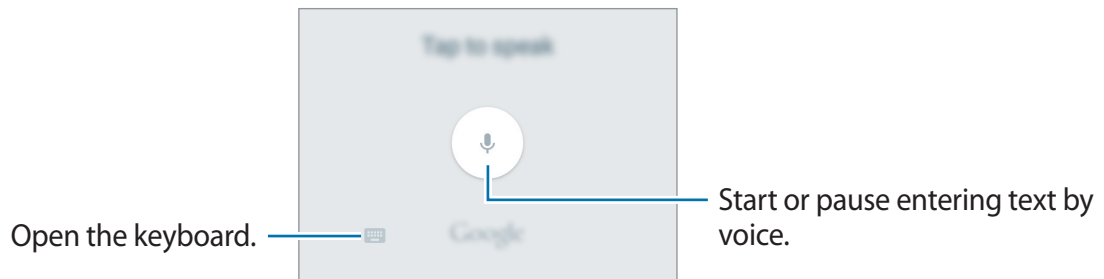 Tap to speak
Start or pause entering text by
voice.
Open the keyboard.
Google